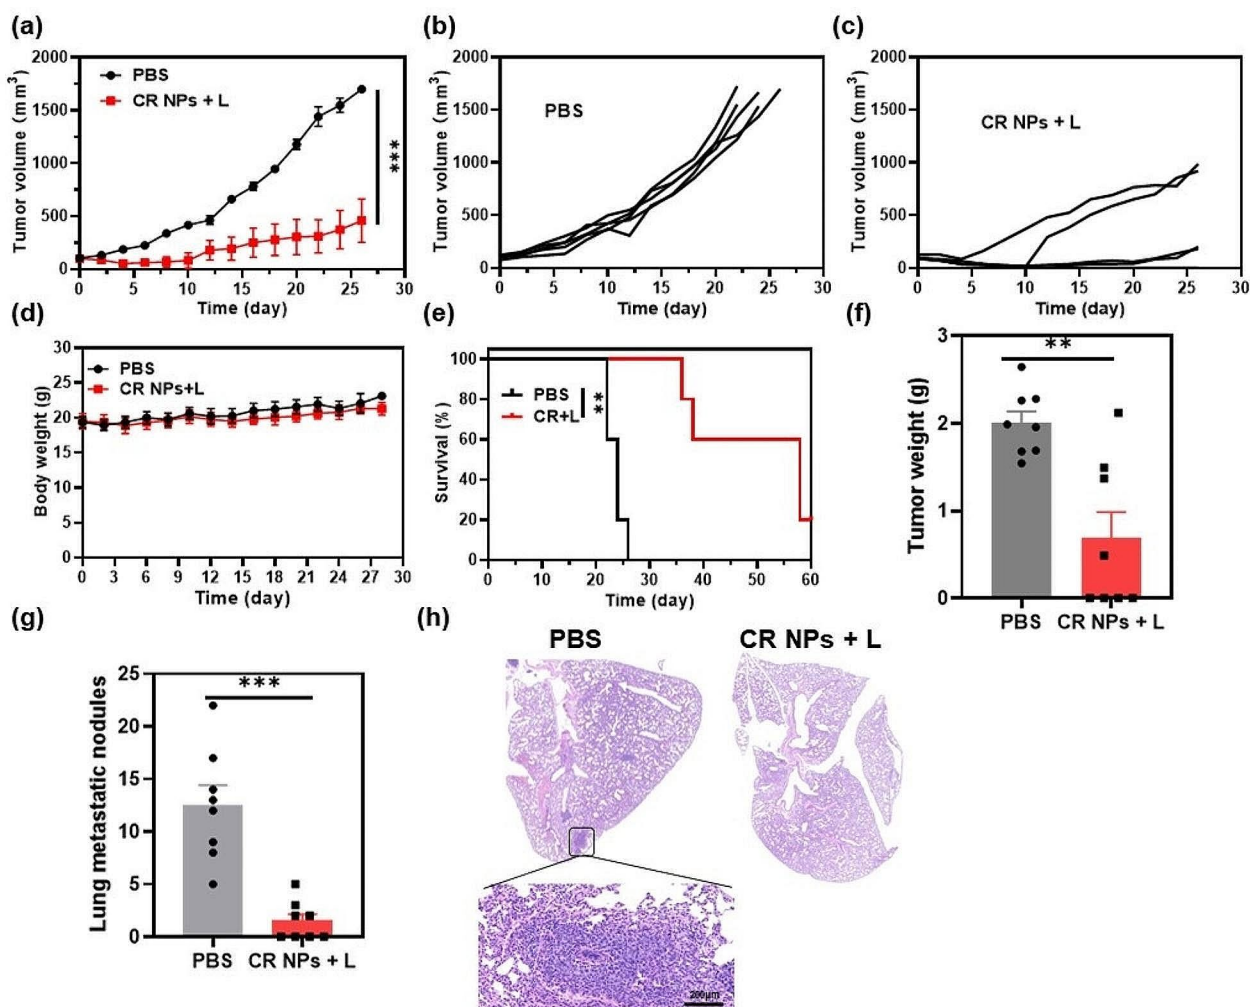 (a)
Tumor volume (mm³)
2000
1500
1000
500
0
PBS
CR NPs + L
***
0 5 10 15 20 25 30
Time (day)
(b)
Tumor volume (mm³)
2000
1500
1000
500
0
PBS
0 5 10 15 20 25 30
Time (day)
(c)
Tumor volume (mm³)
2000
1500
1000
500
0
CR NPs + L
0 5 10 15 20 25 30
Time (day)
(d)
Body weight (g)
30
25
20
15
10
5
0
PBS
CR NPs+L
0 3 6 9 12 15 18 21 24 27 30
Time (day)
(e)
Survival (%)
100
80
60
40
20
0
PBS
CR+L
**
0 10 20 30 40 50 60
Time (day)
(f)
Tumor weight (g)
3
2
1
0
**
PBS CR NPs + L
(g)
Lung metastatic nodules
25
20
15
10
5
0
***
PBS CR NPs + L
(h)
PBS CR NPs + L
200μm